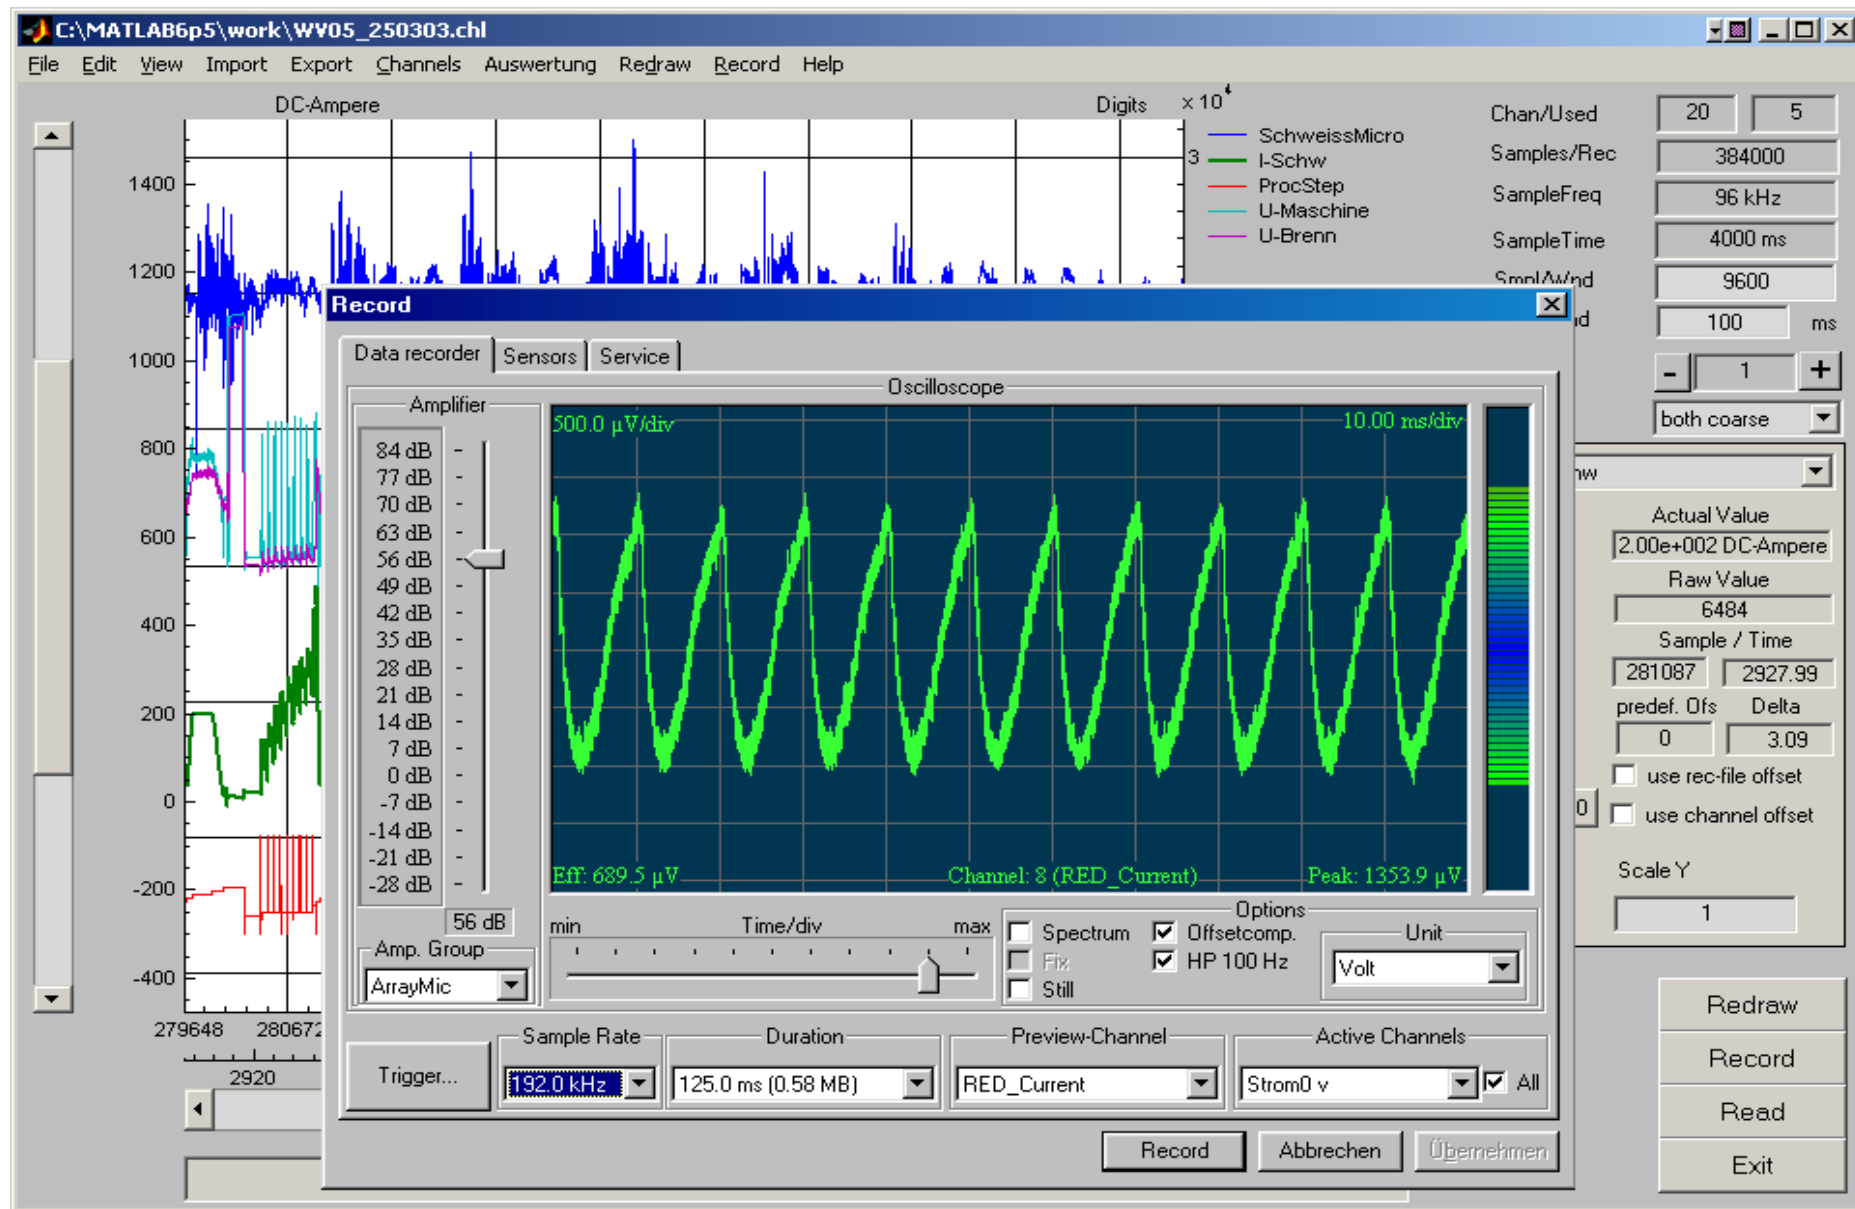 C:\MATLAB6p5\work\WV05_250303.chl
File Edit View Import Export Channels Auswertung Redraw Record Help
DC-Ampere
Digits
x 10
4
SchweissMicro
I-Schw
ProcStep
U-Maschine
U-Brenn
3
1400
1200
1000
800
600
400
200
0
-200
-400
279648 280672
2920
Chan/Used 20 5
Samples/Rec 384000
SampleFreq 96 kHz
SampleTime 4000 ms
Smpl/Wnd 9600
100 ms
- 1 +
both coarse
Actual Value
2.00e+002 DC-Ampere
Raw Value
6484
Sample / Time
281087 2927.99
predef. Ofs Delta
0 3.09
use rec-file offset
0 use channel offset
Scale Y
1
Redraw
Record
Read
Exit
Record
Data recorder Sensors Service
Oscilloscope
Amplifier
84 dB
77 dB
70 dB
63 dB
56 dB
49 dB
42 dB
35 dB
28 dB
21 dB
14 dB
7 dB
0 dB
-7 dB
-14 dB
-21 dB
-28 dB
56 dB
Amp. Group
ArrayMic
500.0 µV/div 10.00 ms/div
Eff: 689.5 µV Channel: 8 (RED_Current) Peak: 1353.9 µV
min Time/div max
Options
Spectrum Offsetcomp.
Fix HP 100 Hz
Still
Unit
Volt
Trigger...
Sample Rate
192.0 kHz
Duration
125.0 ms (0.58 MB)
Preview-Channel
RED_Current
Active Channels
Strom0 v All
Record Abbrechen Übernehmen